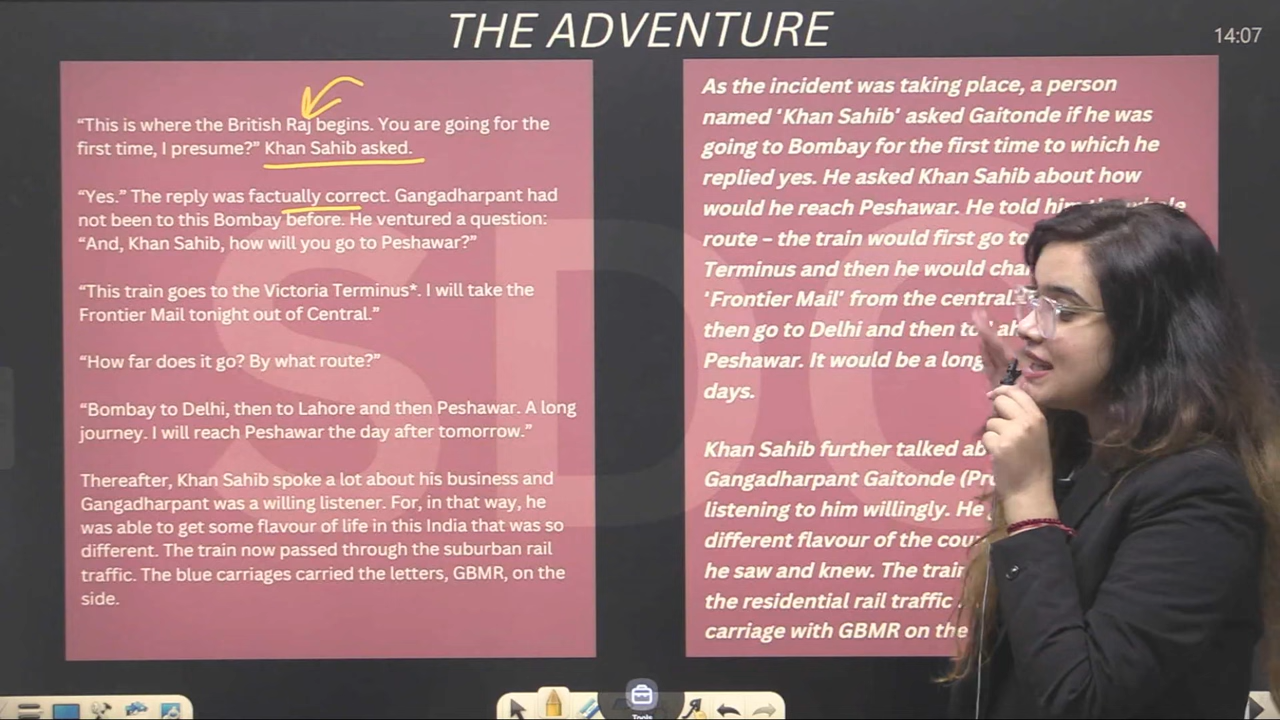 THE ADVENTURE
14:07
“This is where the British Raj begins. You are going for the
first time, I presume?” Khan Sahib asked.
“Yes.” The reply was factually correct. Gangadharpant had
not been to this Bombay before. He ventured a question:
“And, Khan Sahib, how will you go to Peshawar?”
“This train goes to the Victoria Terminus*. I will take the
Frontier Mail tonight out of Central.”
“How far does it go? By what route?”
“Bombay to Delhi, then to Lahore and then Peshawar. A long
journey. I will reach Peshawar the day after tomorrow.”
Thereafter, Khan Sahib spoke a lot about his business and
Gangadharpant was a willing listener. For, in that way, he
was able to get some flavour of life in this India that was so
different. The train now passed through the suburban rail
traffic. The blue carriages carried the letters, GBMR, on the
side.
As the incident was taking place, a person
named 'Khan Sahib' asked Gaitonde if he was
going to Bombay for the first time to which he
replied yes. He asked Khan Sahib about how
would he reach Peshawar. He told him the whole
route – the train would first go to
Terminus and then he would
'Frontier Mail' from the central.
then go to Delhi and then to
Peshawar. It would be a long
days.
Khan Sahib further talked
Gangadharpant Gaitonde
listening to him willingly. He
different flavour of the
he saw and knew. The
the residential rail traffic
carriage with GBMR on the
SDC
Tools